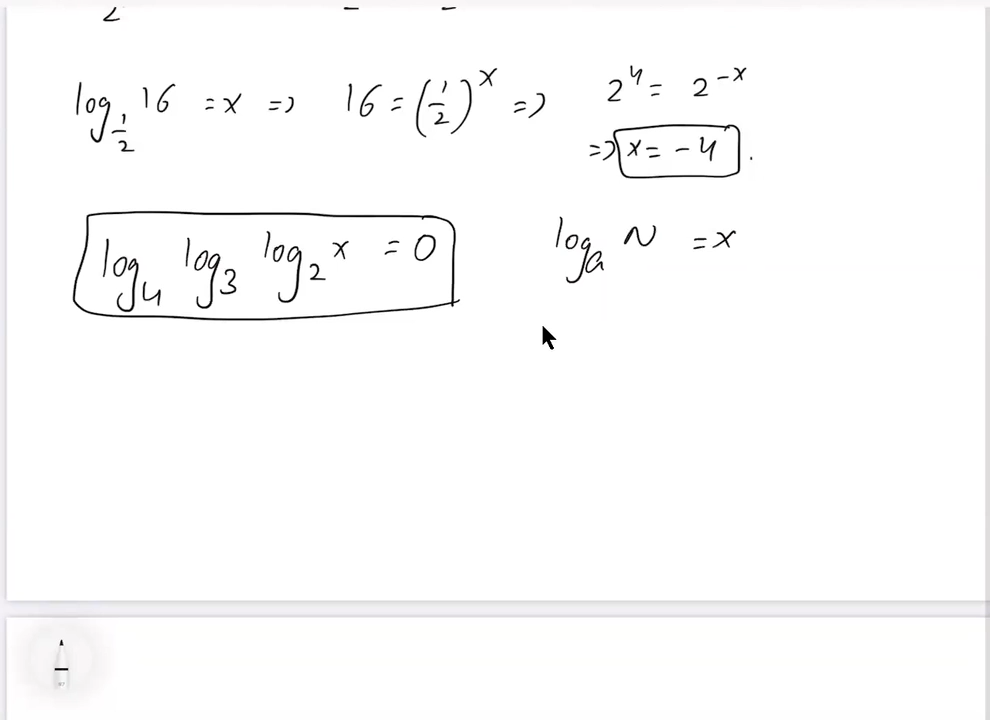 log_{1/2} 16 = x => 16 = (1/2)^x => 2^4 = 2^{-x}
=> x = -4.
log_4 log_3 log_2 x = 0
log_a N = x